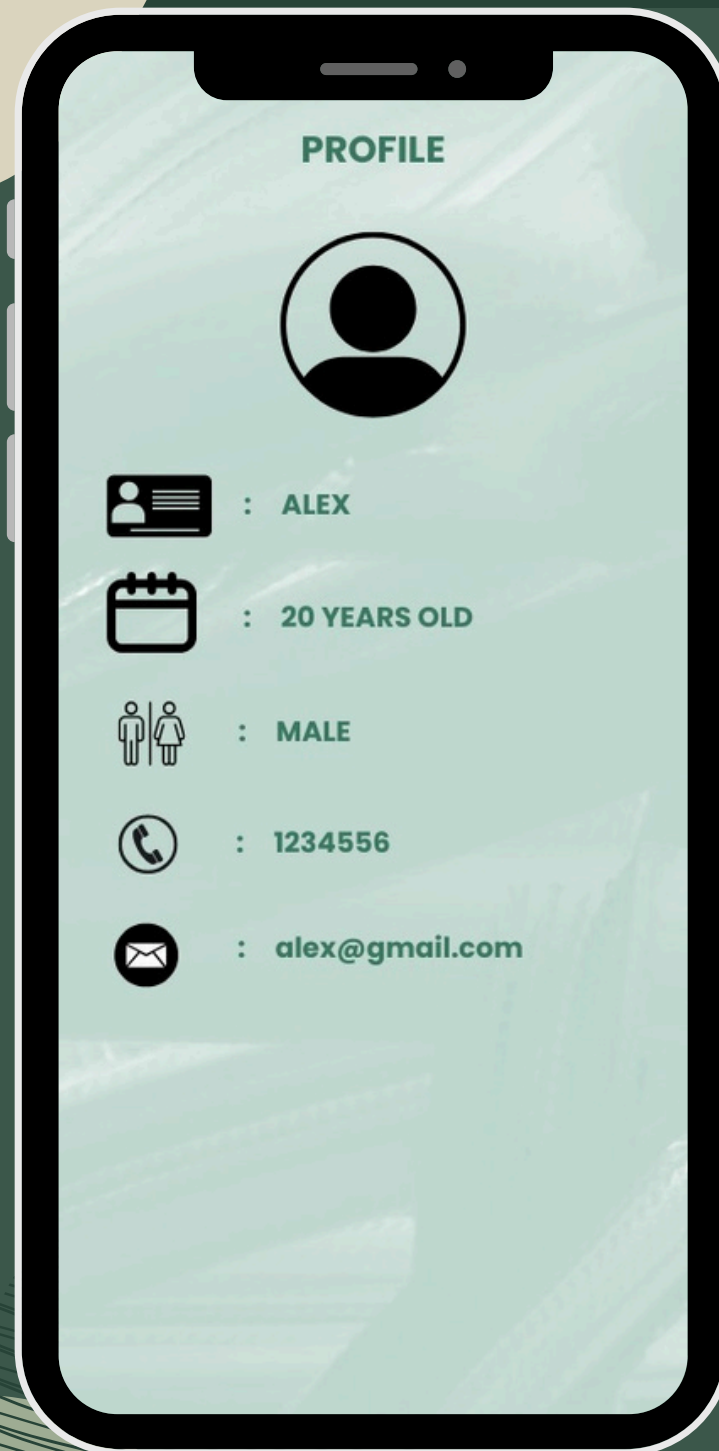 PROFILE
: ALEX
: 20 YEARS OLD
: MALE
: 1234556
: alex@gmail.com